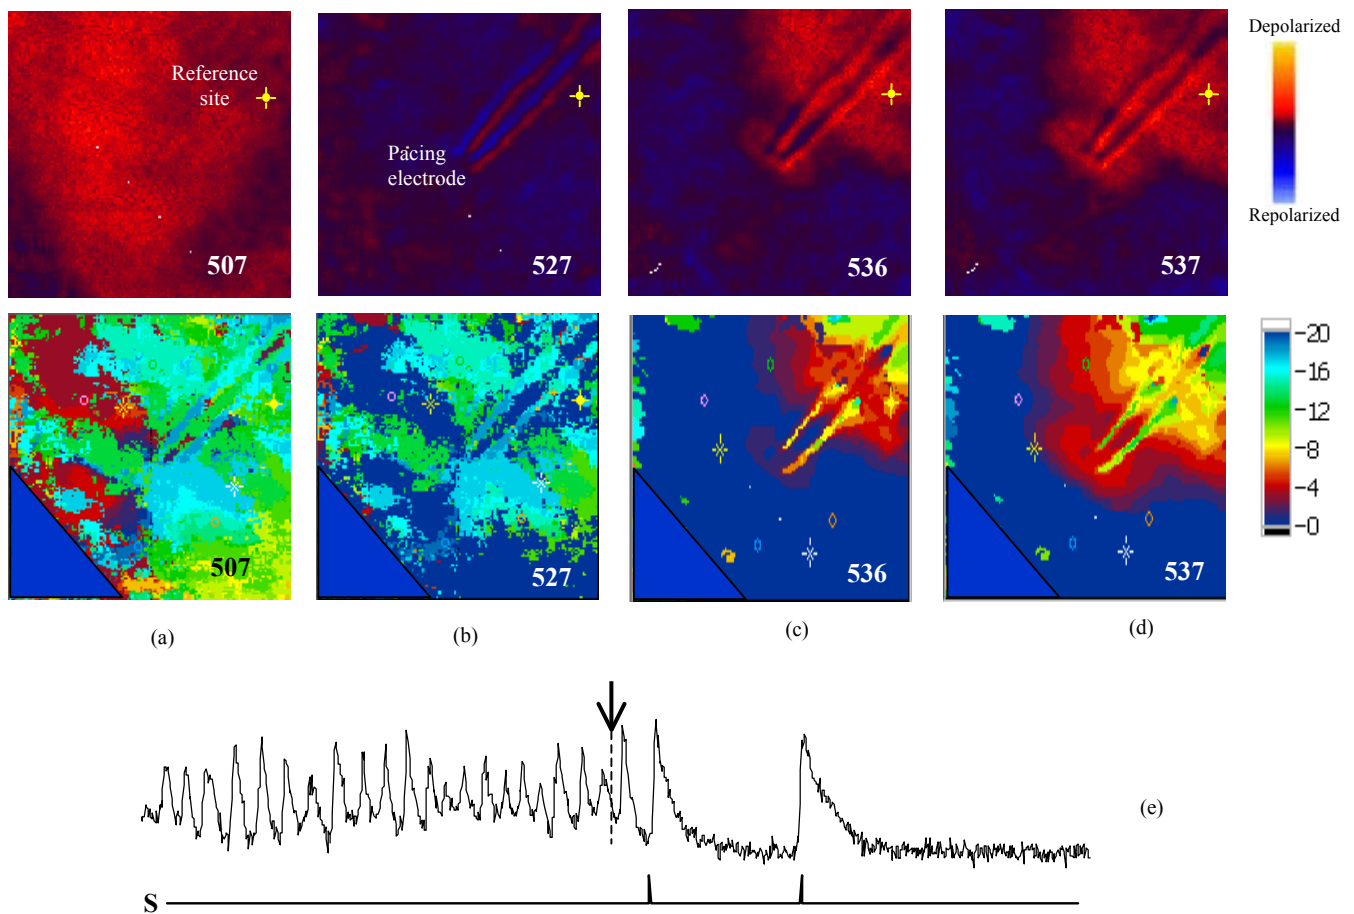 Reference
site
507
Pacing
electrode
527
536
537
Depolarized
Repolarized
507
527
536
537
20
16
12
8
4
0
(a)
(b)
(c)
(d)
(e)
S